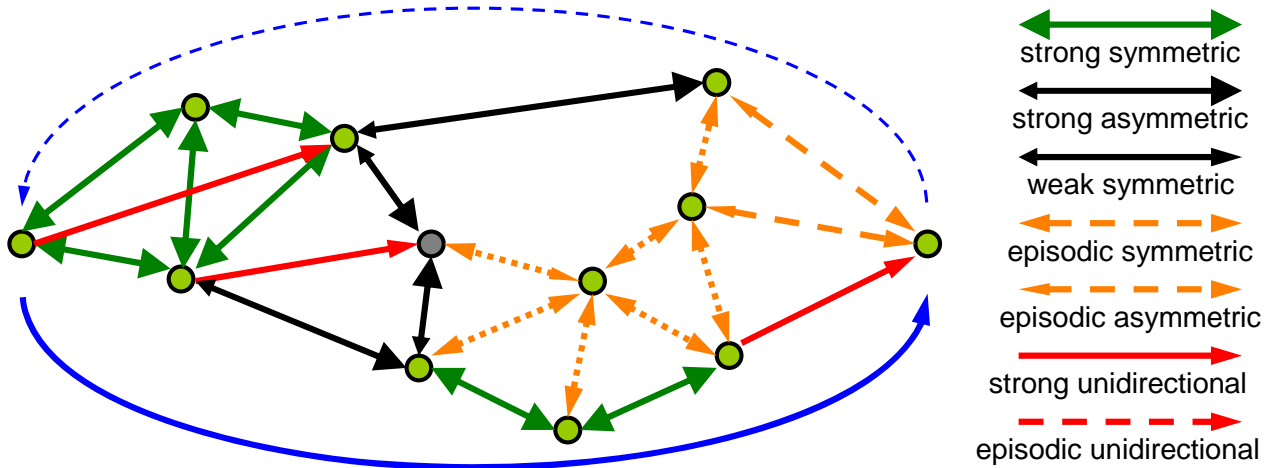 strong symmetric
strong asymmetric
weak symmetric
episodic symmetric
episodic asymmetric
strong unidirectional
episodic unidirectional